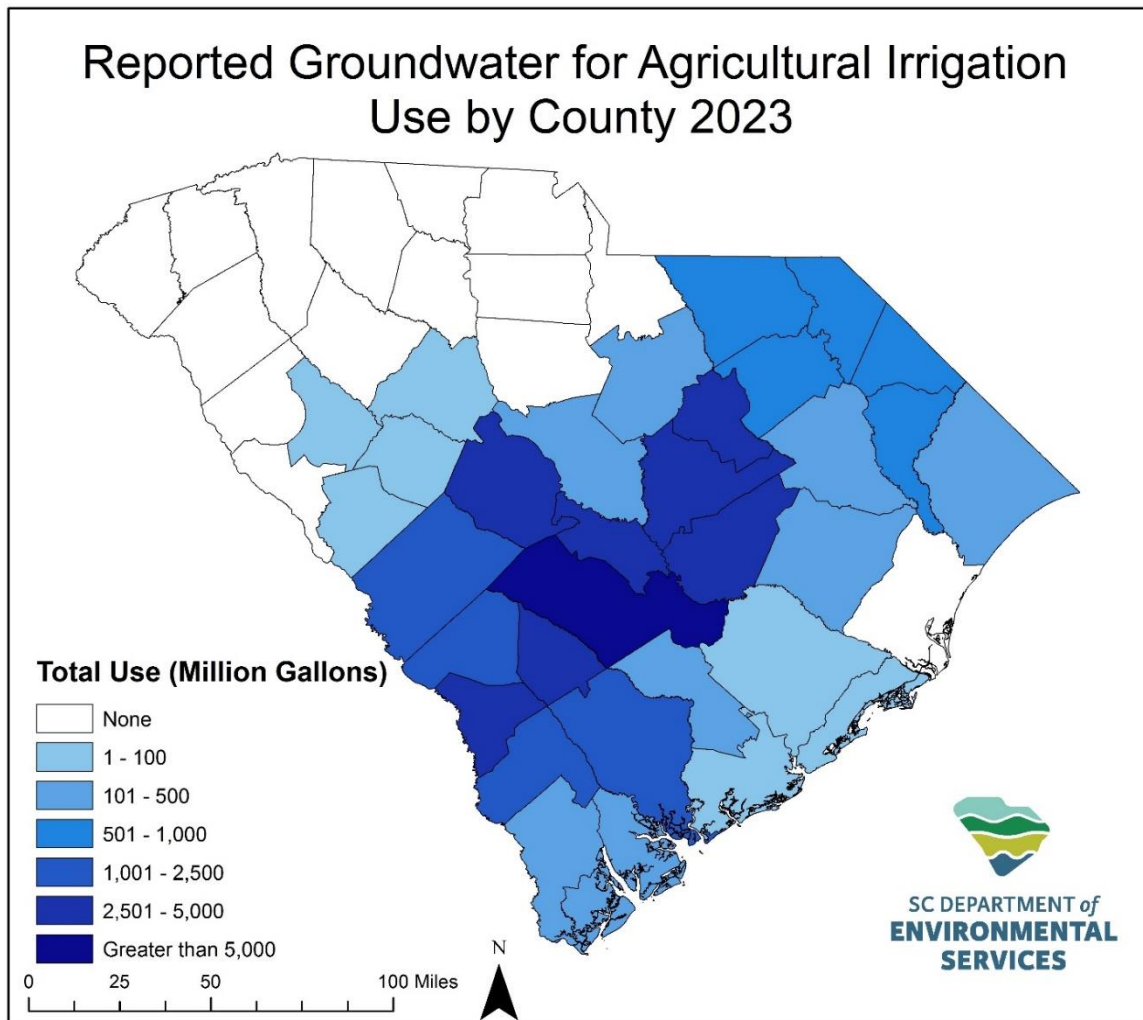 Reported Groundwater for Agricultural Irrigation
Use by County 2023
Total Use (Million Gallons)
None
1 - 100
101 - 500
501 - 1,000
1,001 - 2,500
2,501 - 5,000
Greater than 5,000
0 25 50 100 Miles
N
SC DEPARTMENT of
ENVIRONMENTAL
SERVICES